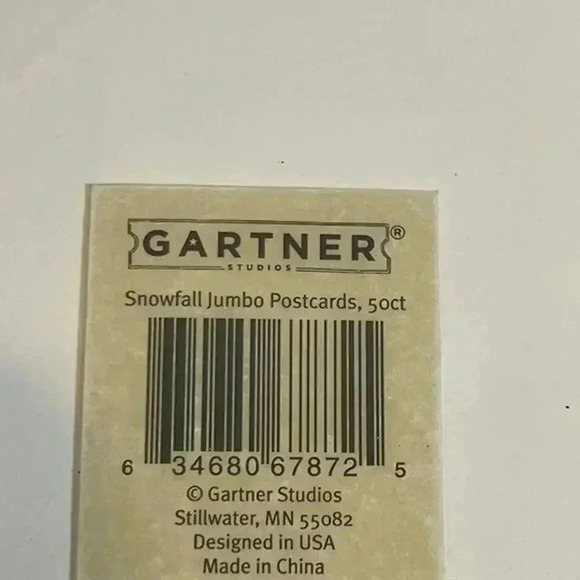 GARTNER®
STUDIOS
Snowfall Jumbo Postcards, 50ct
6 34680 67872 5
© Gartner Studios
Stillwater, MN 55082
Designed in USA
Made in China